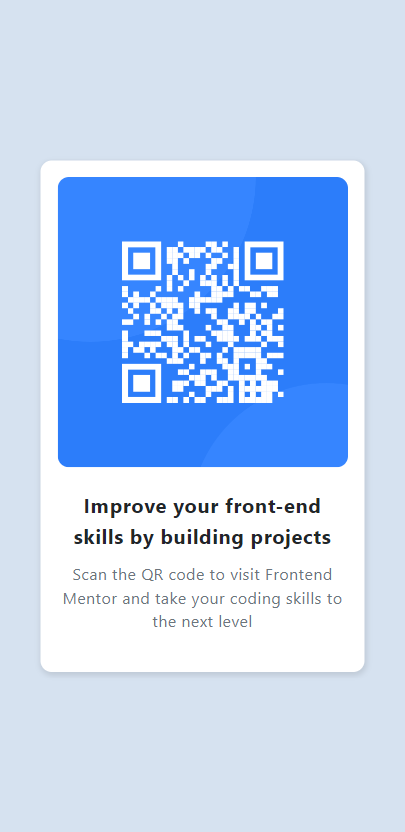 Improve your front-end
skills by building projects
Scan the QR code to visit Frontend
Mentor and take your coding skills to
the next level